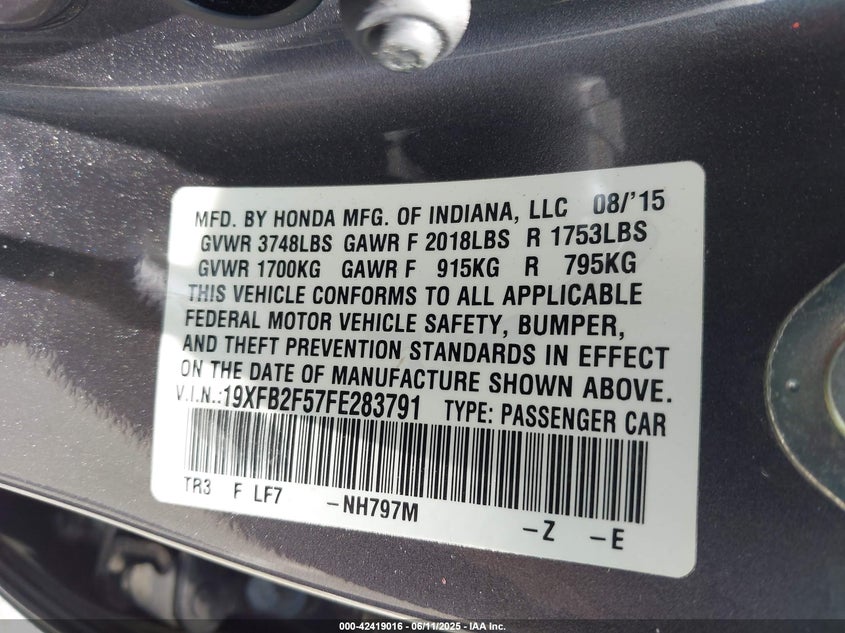 MFD. BY HONDA MFG. OF INDIANA, LLC 08/'15
GVWR 3748LBS GAWR F 2018LBS R 1753LBS
GVWR 1700KG GAWR F 915KG R 795KG
THIS VEHICLE CONFORMS TO ALL APPLICABLE
FEDERAL MOTOR VEHICLE SAFETY, BUMPER,
AND THEFT PREVENTION STANDARDS IN EFFECT
ON THE DATE OF MANUFACTURE SHOWN ABOVE.
V.I.N.:19XFB2F57FE283791 TYPE: PASSENGER CAR
TR3 F LF7 -NH797M -Z -E
000-42419016 - 06/11/2025 - IAA Inc.